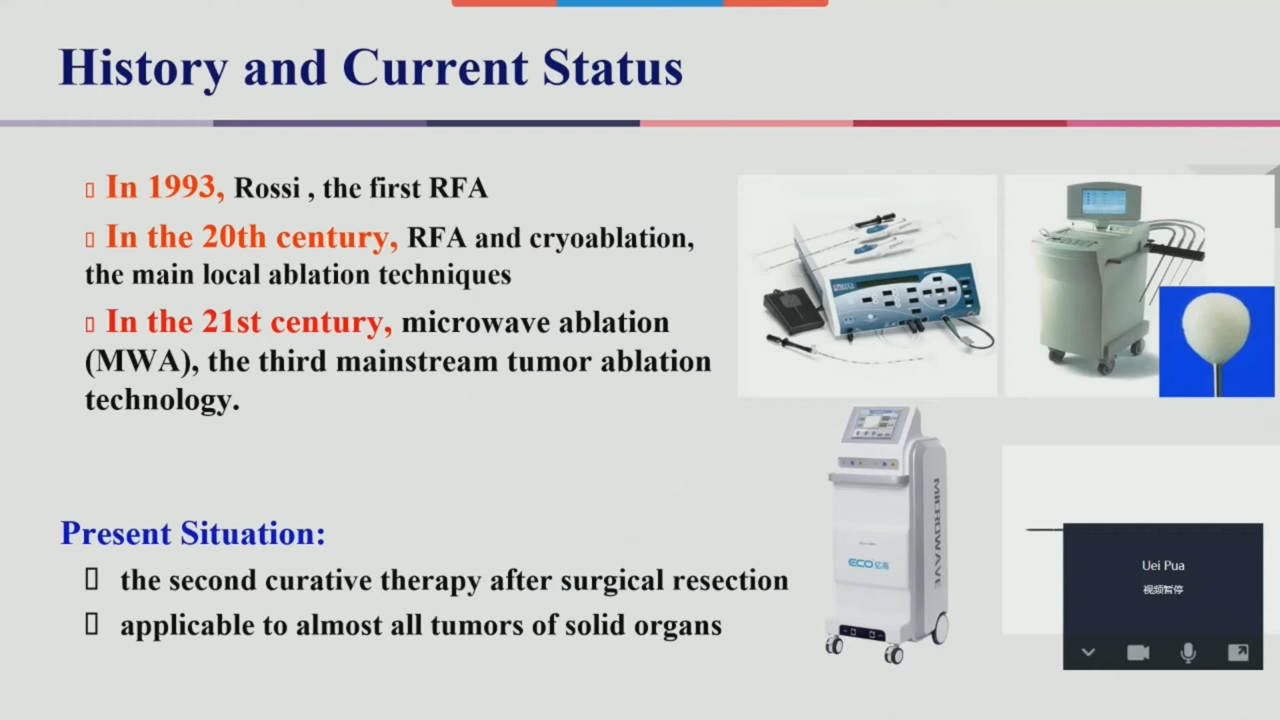 History and Current Status
In 1993, Rossi , the first RFA
In the 20th century, RFA and cryoablation,
the main local ablation techniques
In the 21st century, microwave ablation
(MWA), the third mainstream tumor ablation
technology.
Present Situation:
the second curative therapy after surgical resection
applicable to almost all tumors of solid organs
MICROWAVE
ECO 亿高
Uei Pua
视频暂停